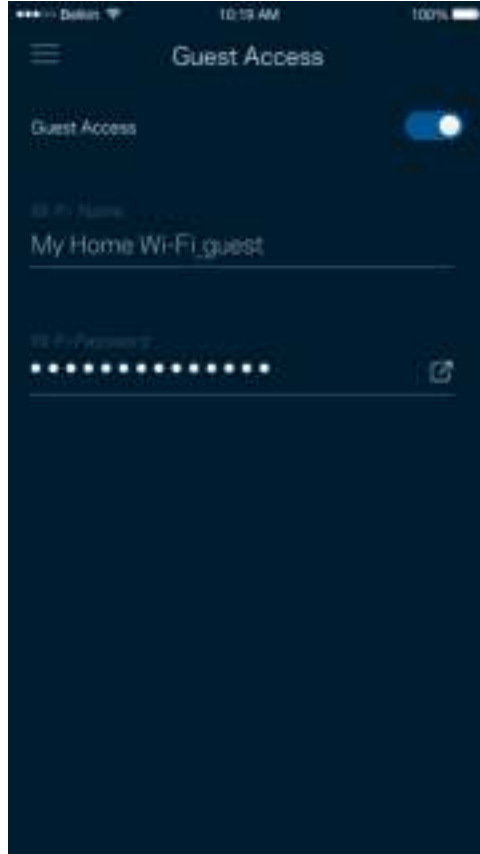 Belkin 10:19 AM 100%
Guest Access
Guest Access
Wi-Fi Name
My Home Wi-Fi_guest
Wi-Fi Password
••••••••••••••